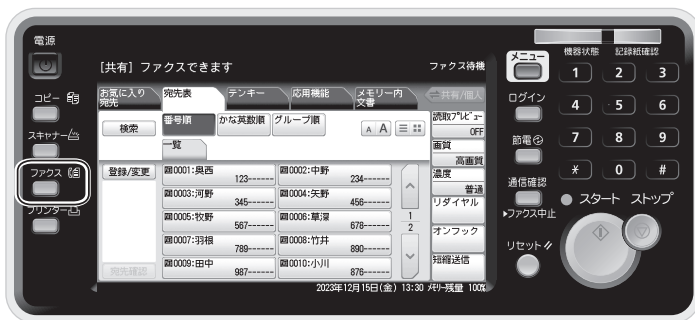 電源
機器状態 記録紙確認
メニュー
[共有] ファクスできます ファクス待機
1 2 3
コピー
お気に入り宛先 宛先表 テンキー 応用機能 メモリー内文書 共有/個人
ログイン
4 5 6
検索 番号順 かな英数順 グループ順 A A
読取プレビュー
OFF
スキャナー
一覧
画質
高画質
節電
7 8 9
登録/変更
0001:奥西 123------
0002:中野 234------
濃度
普通
ファクス
0003:河野 345------
0004:矢野 456------
リダイヤル
通信確認
* 0 #
スタート ストップ
▶ファクス中止
プリンター
0005:牧野 567------
0006:草深 678------
1
2
オンフック
0007:羽根 789------
0008:竹井 890------
リセット
0009:田中 987------
0010:小川 876------
短縮送信
宛先確認
2023年12月15日(金) 13:30 メモリー残量 100%